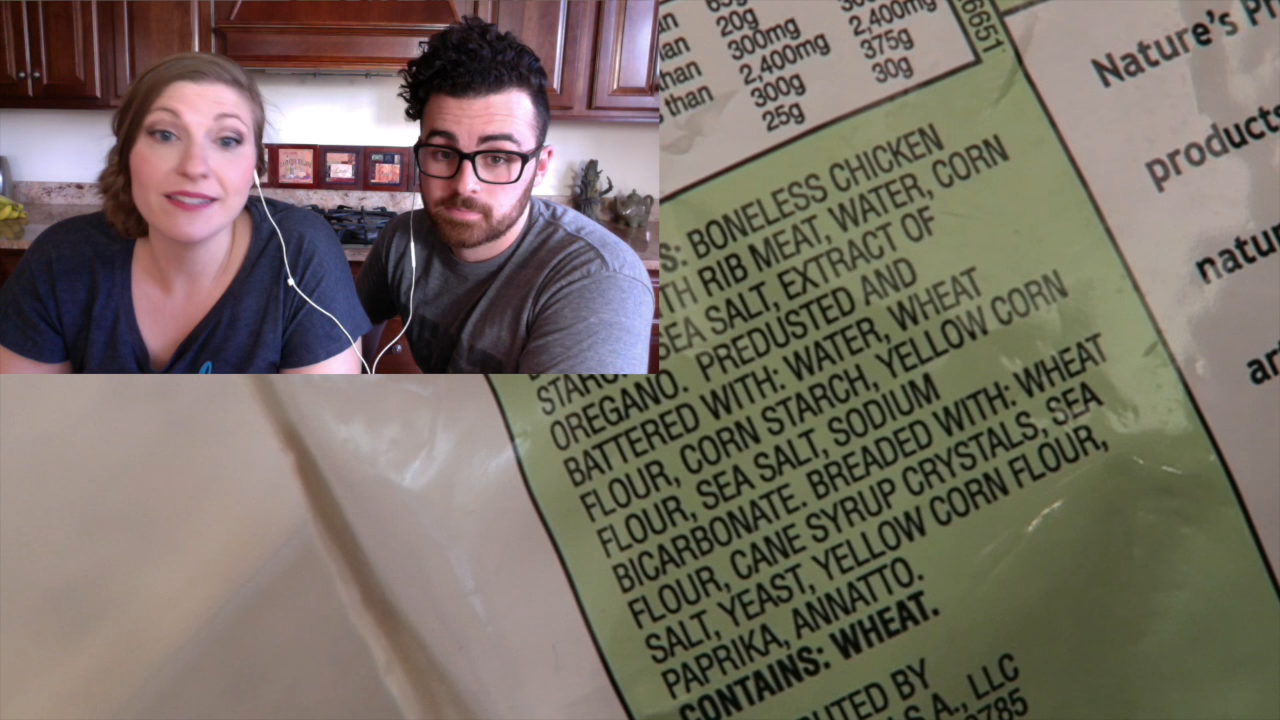 20g
300mg
2,400mg
than 300g
25g
2,400mg
375g
30g
6651
Nature's
products
BONELESS CHICKEN
RIB MEAT, WATER, CORN
SEA SALT, EXTRACT OF
OREGANO. PREDUSTED AND
BATTERED WITH: WATER, WHEAT
FLOUR, CORN STARCH, YELLOW CORN
FLOUR, SEA SALT, SODIUM
BICARBONATE. BREADED WITH: WHEAT
FLOUR, CANE SYRUP CRYSTALS, SEA
SALT, YEAST, YELLOW CORN FLOUR,
PAPRIKA, ANNATTO.
CONTAINS: WHEAT.
BY
LLC